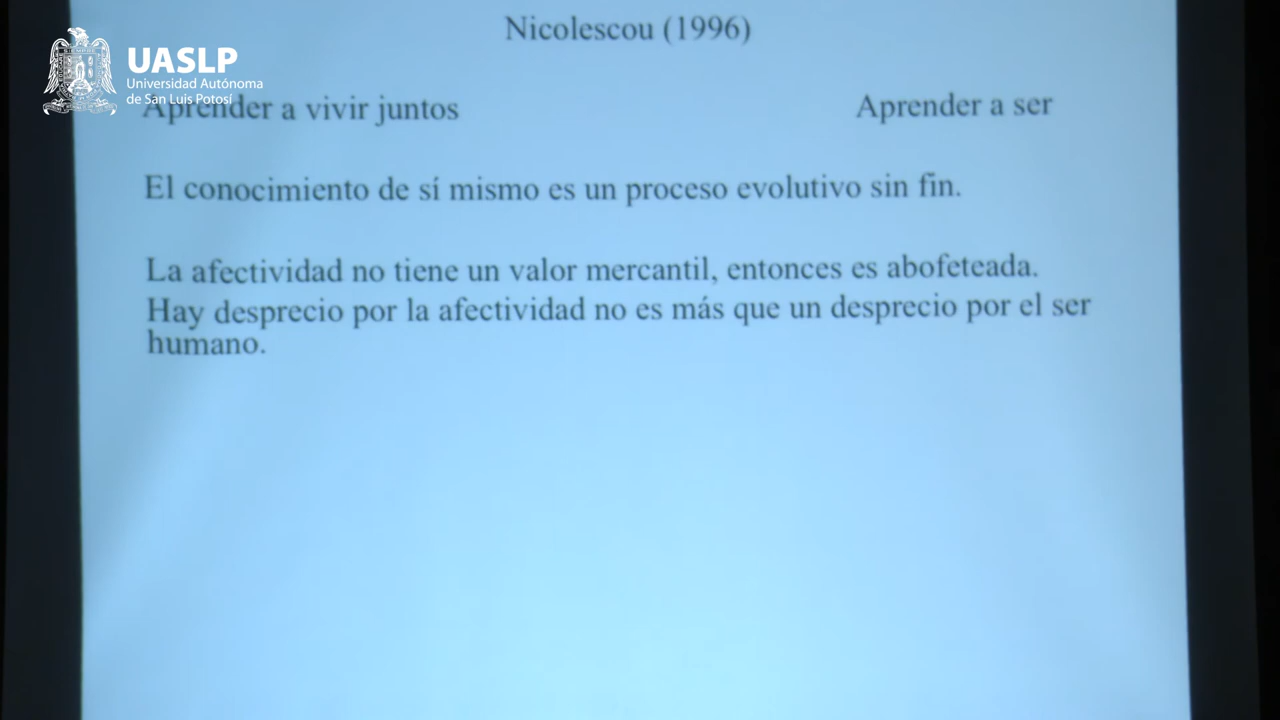 Nicolescou (1996)
UASLP
Universidad Autónoma
de San Luis Potosí
Aprender a vivir juntos
Aprender a ser
El conocimiento de sí mismo es un proceso evolutivo sin fin.
La afectividad no tiene un valor mercantil, entonces es abofeteada.
Hay desprecio por la afectividad no es más que un desprecio por el ser
humano.